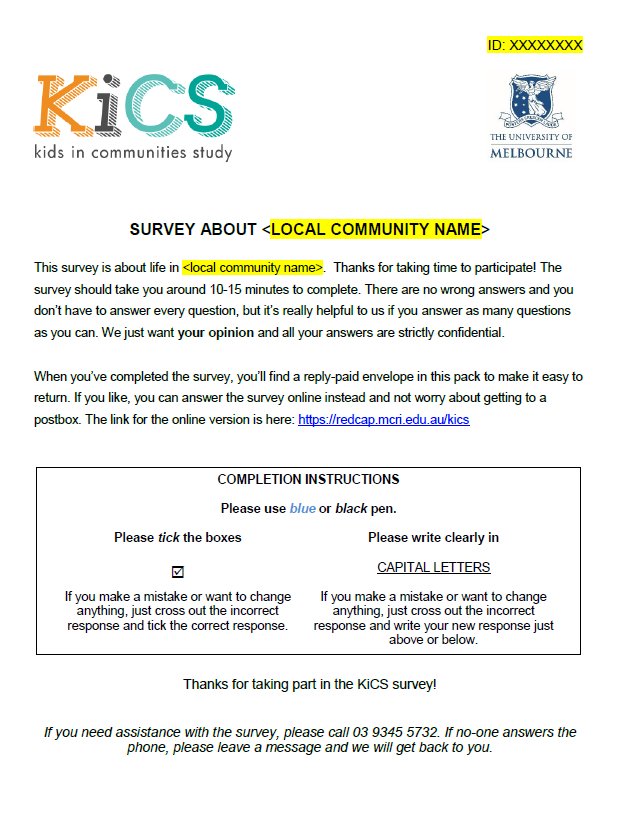 ID: XXXXXXXX
KiCS
kids in communities study
THE UNIVERSITY OF
MELBOURNE
SURVEY ABOUT <LOCAL COMMUNITY NAME>
This survey is about life in <local community name>.  Thanks for taking time to participate! The
survey should take you around 10-15 minutes to complete. There are no wrong answers and you
don't have to answer every question, but it's really helpful to us if you answer as many questions
as you can. We just want your opinion and all your answers are strictly confidential.
When you've completed the survey, you'll find a reply-paid envelope in this pack to make it easy to
return. If you like, you can answer the survey online instead and not worry about getting to a
postbox. The link for the online version is here: https://redcap.mcri.edu.au/kics
COMPLETION INSTRUCTIONS
Please use blue or black pen.
Please tick the boxes
If you make a mistake or want to change
anything, just cross out the incorrect
response and tick the correct response.
Please write clearly in
CAPITAL LETTERS
If you make a mistake or want to change
anything, just cross out the incorrect
response and write your new response just
above or below.
Thanks for taking part in the KiCS survey!
If you need assistance with the survey, please call 03 9345 5732. If no-one answers the
phone, please leave a message and we will get back to you.